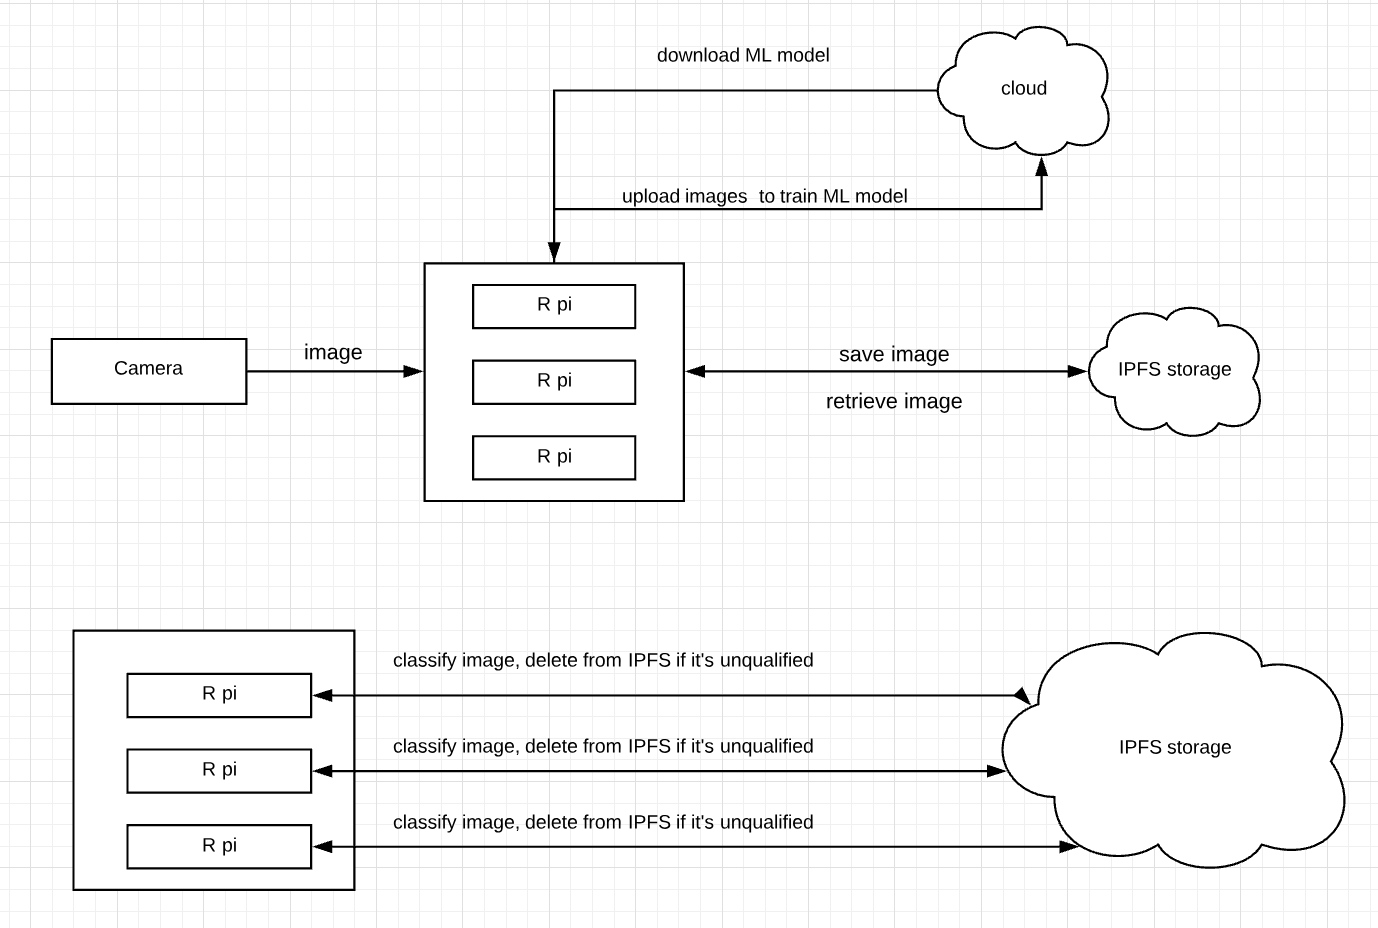 download ML model
cloud
upload images  to train ML model
R pi
Camera
image
R pi
save image
retrieve image
IPFS storage
R pi
classify image, delete from IPFS if it's unqualified
R pi
classify image, delete from IPFS if it's unqualified
R pi
IPFS storage
classify image, delete from IPFS if it's unqualified
R pi